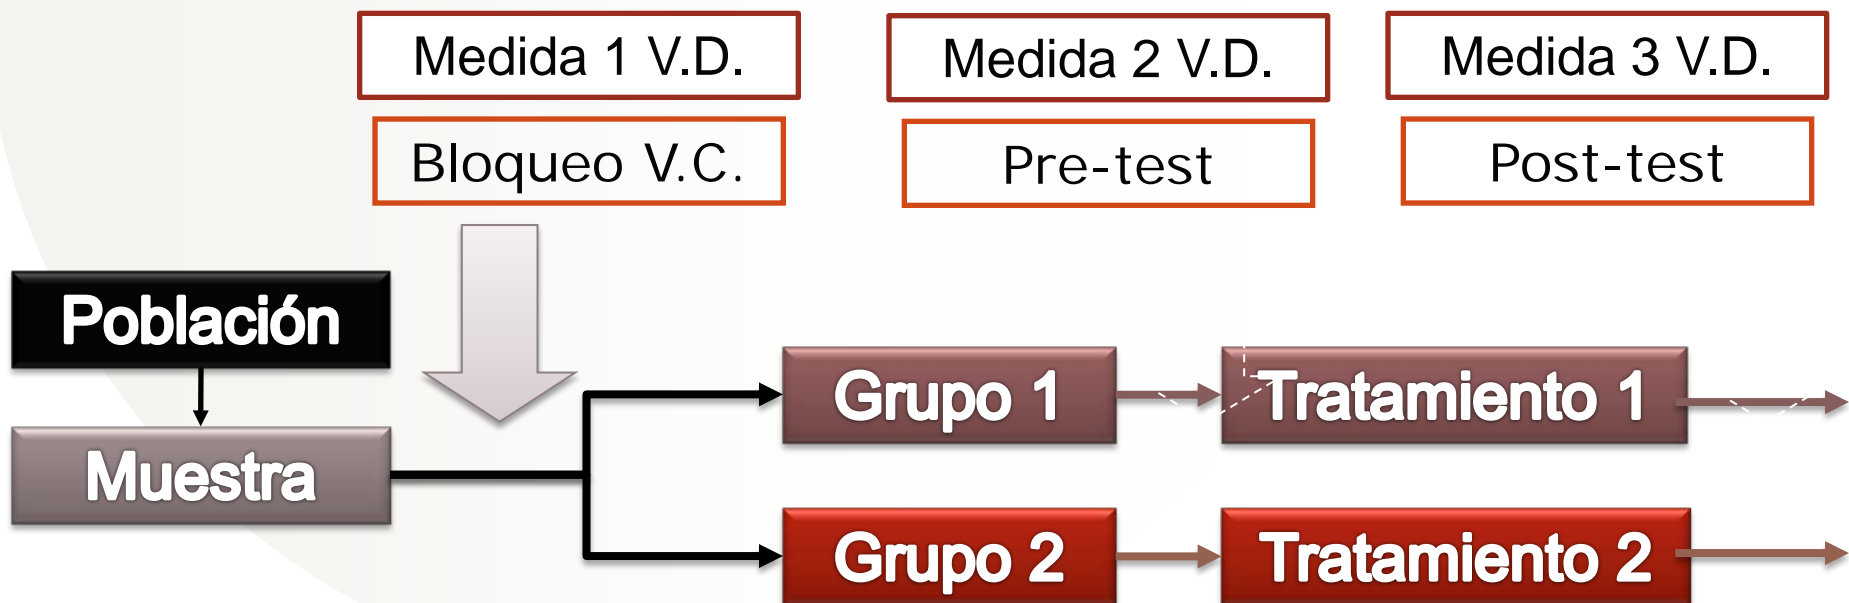 Medida 1 V.D.
Medida 2 V.D.
Medida 3 V.D.
Bloqueo V.C.
Pre-test
Post-test
Población
Muestra
Grupo 1
Tratamiento 1
Grupo 2
Tratamiento 2